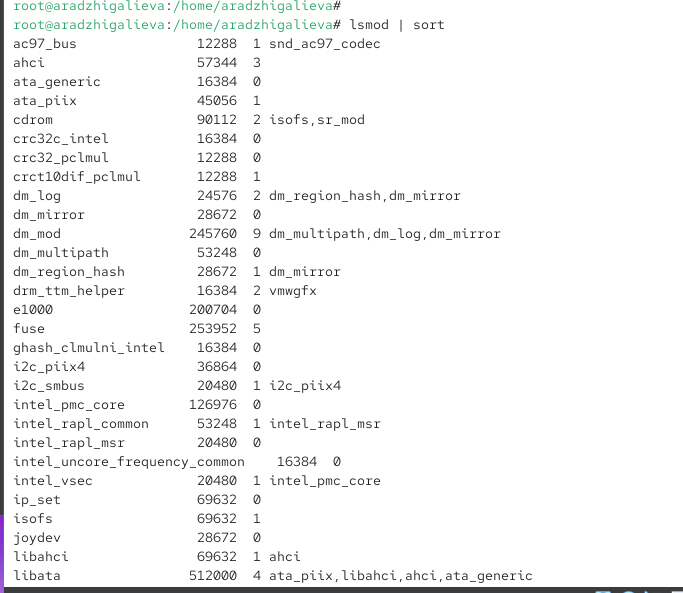 root@aradzhigalieva:/home/aradzhigalieva#
root@aradzhigalieva:/home/aradzhigalieva# lsmod | sort
ac97_bus               12288  1 snd_ac97_codec
ahci                   57344  3
ata_generic            16384  0
ata_piix               45056  1
cdrom                  90112  2 isofs,sr_mod
crc32c_intel           16384  0
crc32_pclmul           12288  0
crct10dif_pclmul       12288  1
dm_log                 24576  2 dm_region_hash,dm_mirror
dm_mirror              28672  0
dm_mod                245760  9 dm_multipath,dm_log,dm_mirror
dm_multipath           53248  0
dm_region_hash         28672  1 dm_mirror
drm_ttm_helper         16384  2 vmwgfx
e1000                 200704  0
fuse                  253952  5
ghash_clmulni_intel    16384  0
i2c_piix4              36864  0
i2c_smbus              20480  1 i2c_piix4
intel_pmc_core        126976  0
intel_rapl_common      53248  1 intel_rapl_msr
intel_rapl_msr         20480  0
intel_uncore_frequency_common    16384  0
intel_vsec             20480  1 intel_pmc_core
ip_set                 69632  0
isofs                  69632  1
joydev                 28672  0
libahci                69632  1 ahci
libata                512000  4 ata_piix,libahci,ahci,ata_generic